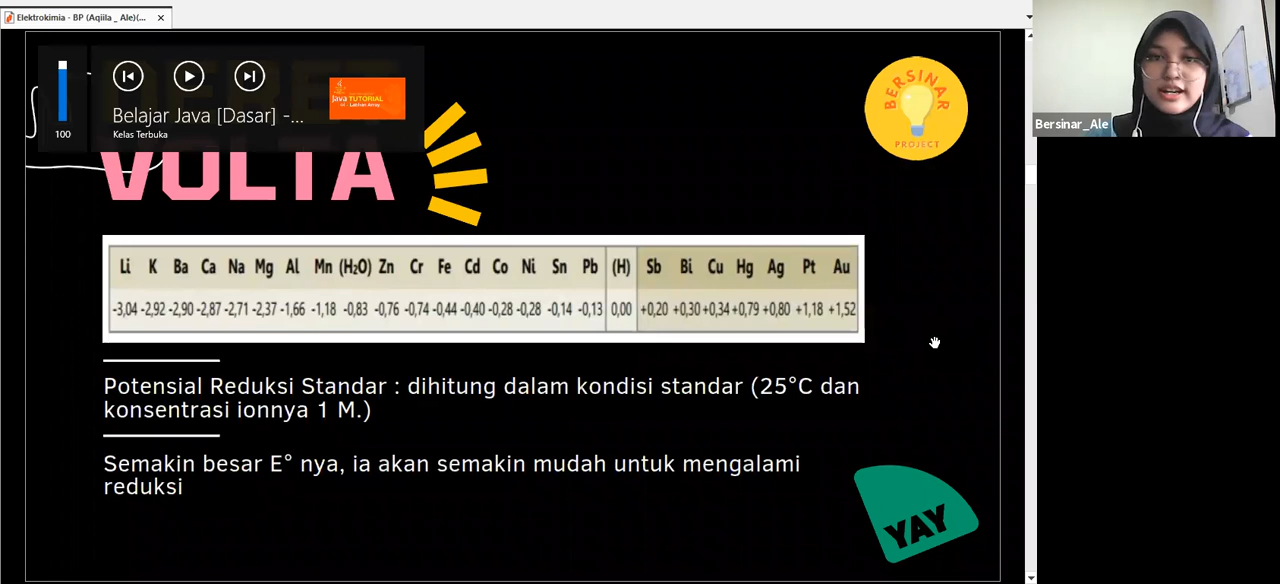 Elektrokimia - BP (Aqiila _ Ale)(...
100
Belajar Java [Dasar] -...
Kelas Terbuka
Java TUTORIAL
VOLTA
BERSINAR
PROJECT
Bersinar_Ale
Li K Ba Ca Na Mg Al Mn (H₂O) Zn Cr Fe Cd Co Ni Sn Pb (H) Sb Bi Cu Hg Ag Pt Au
-3,04 -2,92 -2,90 -2,87 -2,71 -2,37 -1,66 -1,18 -0,83 -0,76 -0,74 -0,44 -0,40 -0,28 -0,28 -0,14 -0,13 0,00 +0,20 +0,30 +0,34 +0,79 +0,80 +1,18 +1,52
Potensial Reduksi Standar : dihitung dalam kondisi standar (25°C dan
konsentrasi ionnya 1 M.)
Semakin besar E° nya, ia akan semakin mudah untuk mengalami
reduksi
YAY